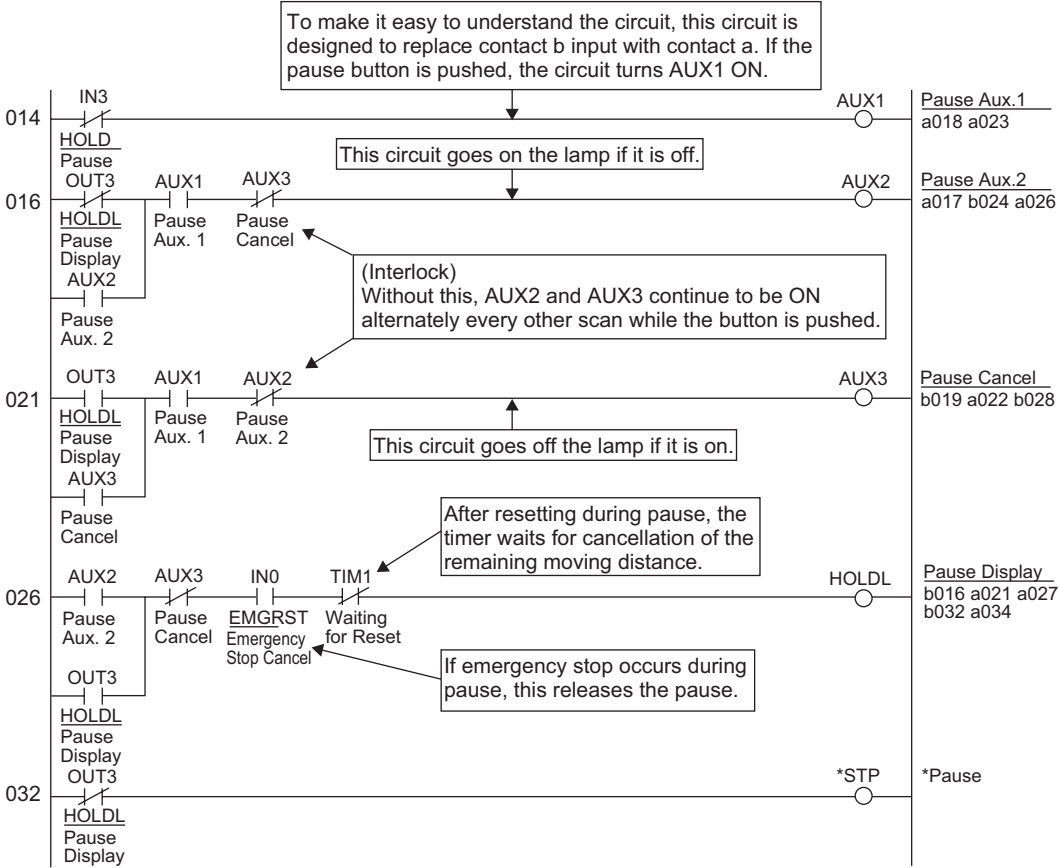 To make it easy to understand the circuit, this circuit is
designed to replace contact b input with contact a. If the
pause button is pushed, the circuit turns AUX1 ON.
014
IN3
HOLD
Pause
AUX1
Pause Aux.1
a018 a023
This circuit goes on the lamp if it is off.
016
OUT3
HOLDL
Pause
Display
AUX1
Pause
Aux. 1
AUX3
Pause
Cancel
AUX2
Pause Aux.2
a017 b024 a026
AUX2
Pause
Aux. 2
(Interlock)
Without this, AUX2 and AUX3 continue to be ON
alternately every other scan while the button is pushed.
021
OUT3
HOLDL
Pause
Display
AUX1
Pause
Aux. 1
AUX2
Pause
Aux. 2
AUX3
Pause Cancel
b019 a022 b028
This circuit goes off the lamp if it is on.
AUX3
Pause
Cancel
After resetting during pause, the
timer waits for cancellation of the
remaining moving distance.
026
AUX2
Pause
Aux. 2
AUX3
Pause
Cancel
IN0
EMGRST
Emergency
Stop Cancel
TIM1
Waiting
for Reset
HOLDL
Pause Display
b016 a021 a027
b032 a034
If emergency stop occurs during
pause, this releases the pause.
OUT3
HOLDL
Pause
Display
032
OUT3
HOLDL
Pause
Display
*STP
*Pause